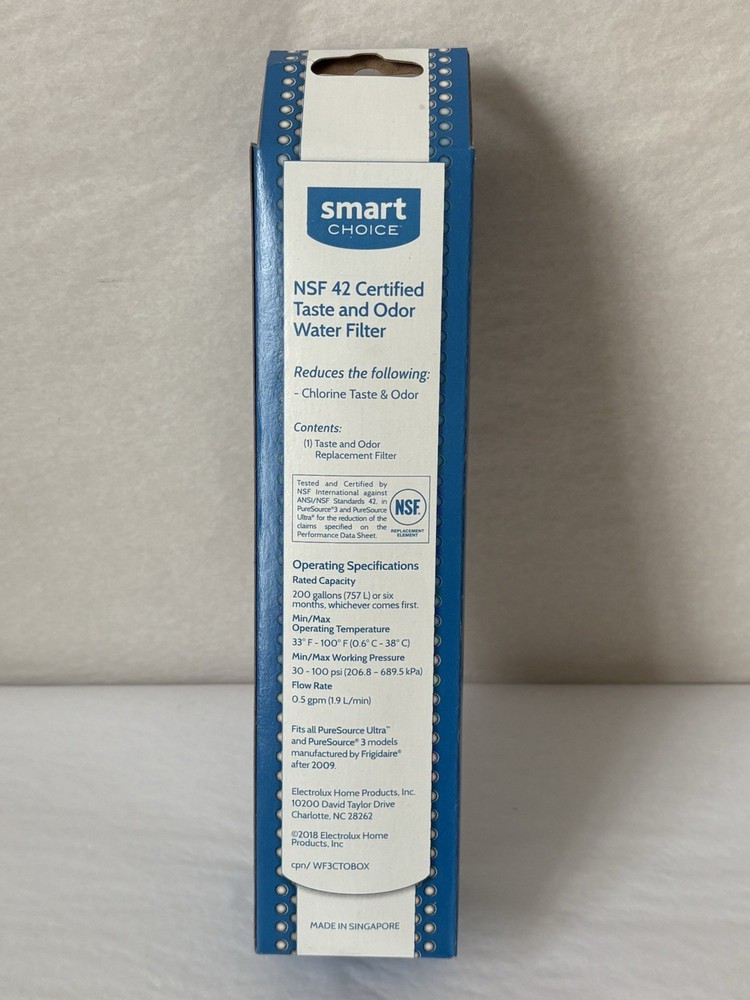 smart
CHOICE™
NSF 42 Certified
Taste and Odor
Water Filter
Reduces the following:
- Chlorine Taste & Odor
Contents:
(1) Taste and Odor
Replacement Filter
Tested and Certified by
NSF International against
ANSI/NSF Standards 42, in
PureSource®3 and PureSource
Ultra® for the reduction of the
claims specified on the
Performance Data Sheet.
NSF.
REPLACEMENT
ELEMENT
Operating Specifications
Rated Capacity
200 gallons (757 L) or six
months, whichever comes first.
Min/Max
Operating Temperature
33° F - 100° F (0.6° C - 38° C)
Min/Max Working Pressure
30 - 100 psi (206.8 – 689.5 kPa)
Flow Rate
0.5 gpm (1.9 L/min)
Fits all PureSource Ultra™
and PureSource® 3 models
manufactured by Frigidaire®
after 2009.
Electrolux Home Products, Inc.
10200 David Taylor Drive
Charlotte, NC 28262
©2018 Electrolux Home
Products, Inc
cpn/ WF3CTOBOX
MADE IN SINGAPORE